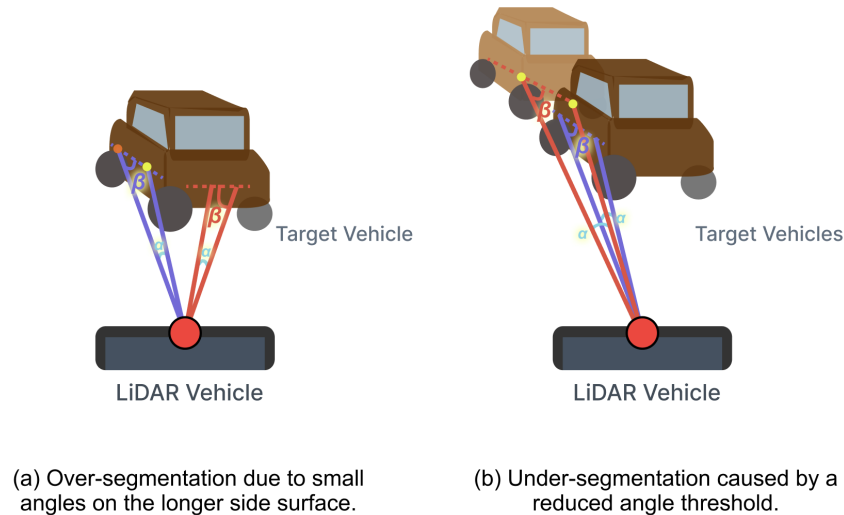 β
β
α
α
Target Vehicle
LiDAR Vehicle
(a) Over-segmentation due to small
angles on the longer side surface.
β
β
α
α
Target Vehicles
LiDAR Vehicle
(b) Under-segmentation caused by a
reduced angle threshold.